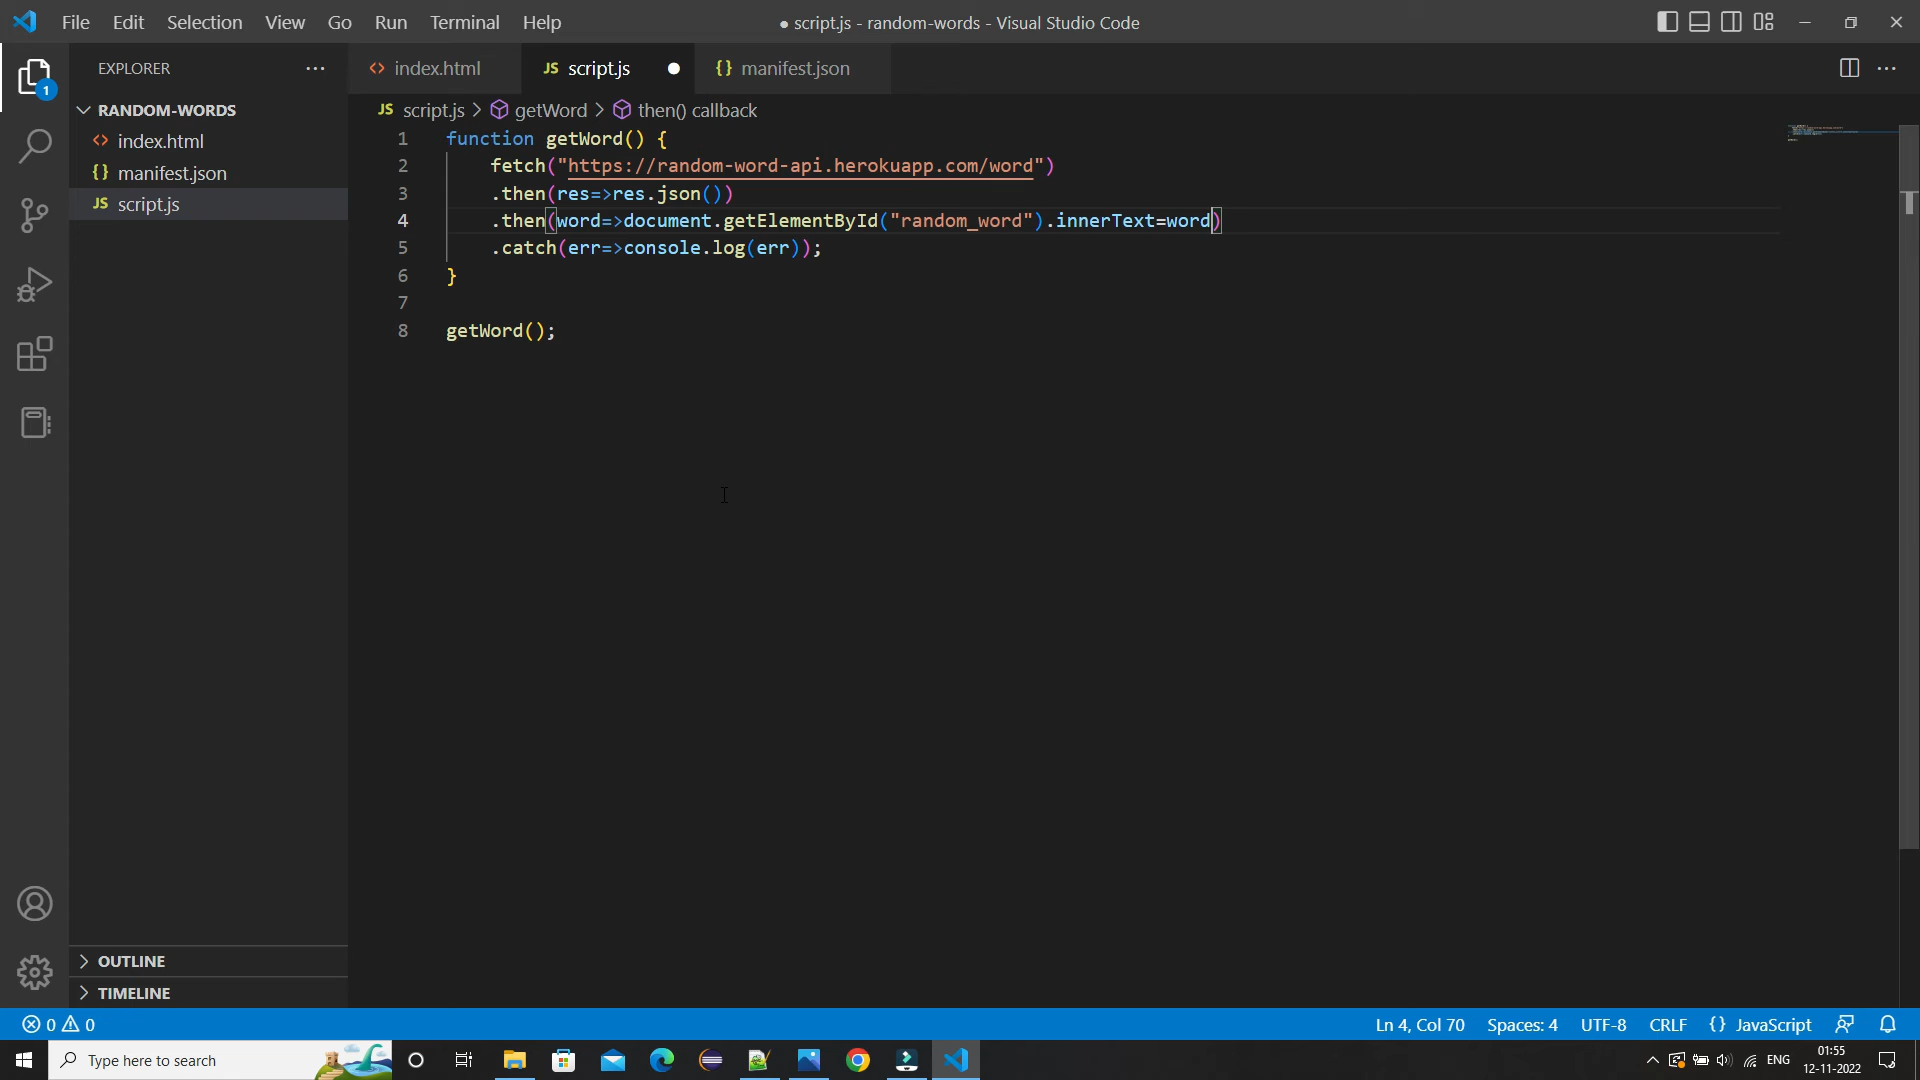 File Edit Selection View Go Run Terminal Help
● script.js - random-words - Visual Studio Code
EXPLORER
index.html
JS script.js
{} manifest.json
1
RANDOM-WORDS
index.html
{} manifest.json
JS script.js
JS script.js > getWord > then() callback
1 function getWord() {
2 fetch("https://random-word-api.herokuapp.com/word")
3 .then(res=>res.json())
4 .then(word=>document.getElementById("random_word").innerText=word)
5 .catch(err=>console.log(err));
6 }
7
8 getWord();
OUTLINE
TIMELINE
0 0
Ln 4, Col 70 Spaces: 4 UTF-8 CRLF {} JavaScript
Type here to search
ENG
01:55
12-11-2022